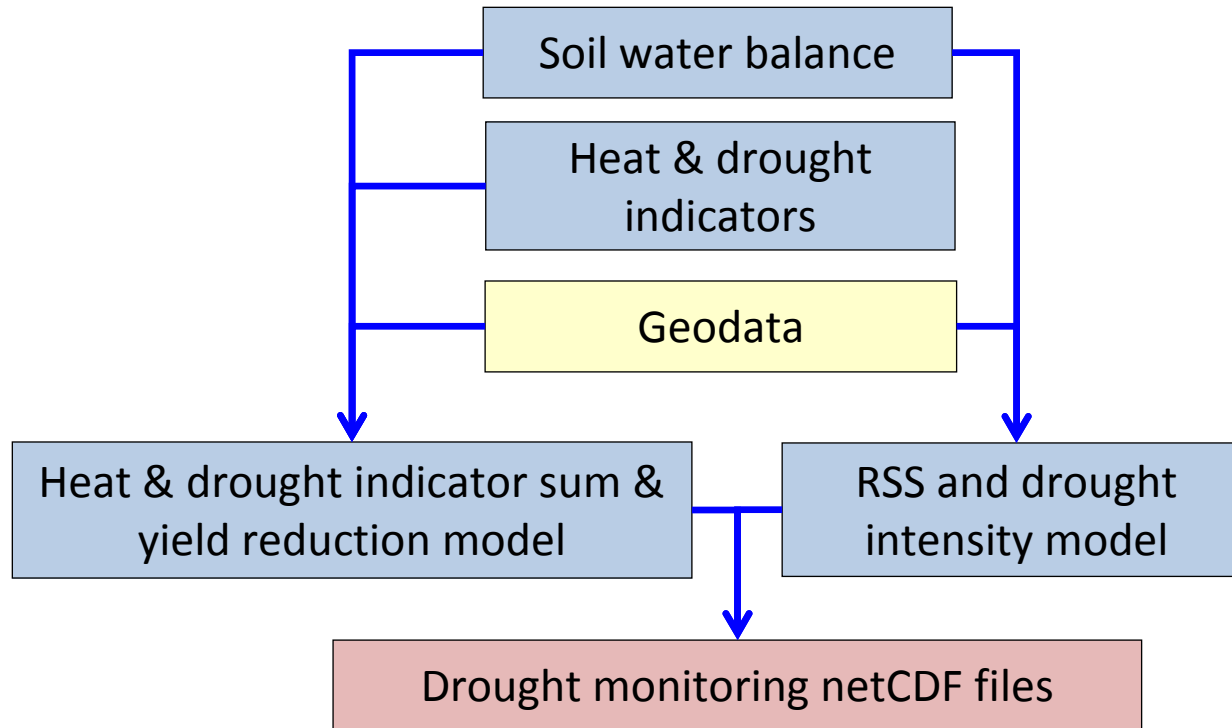 Soil water balance
Heat & drought
indicators
Geodata
Heat & drought indicator sum &
yield reduction model
RSS and drought
intensity model
Drought monitoring netCDF files